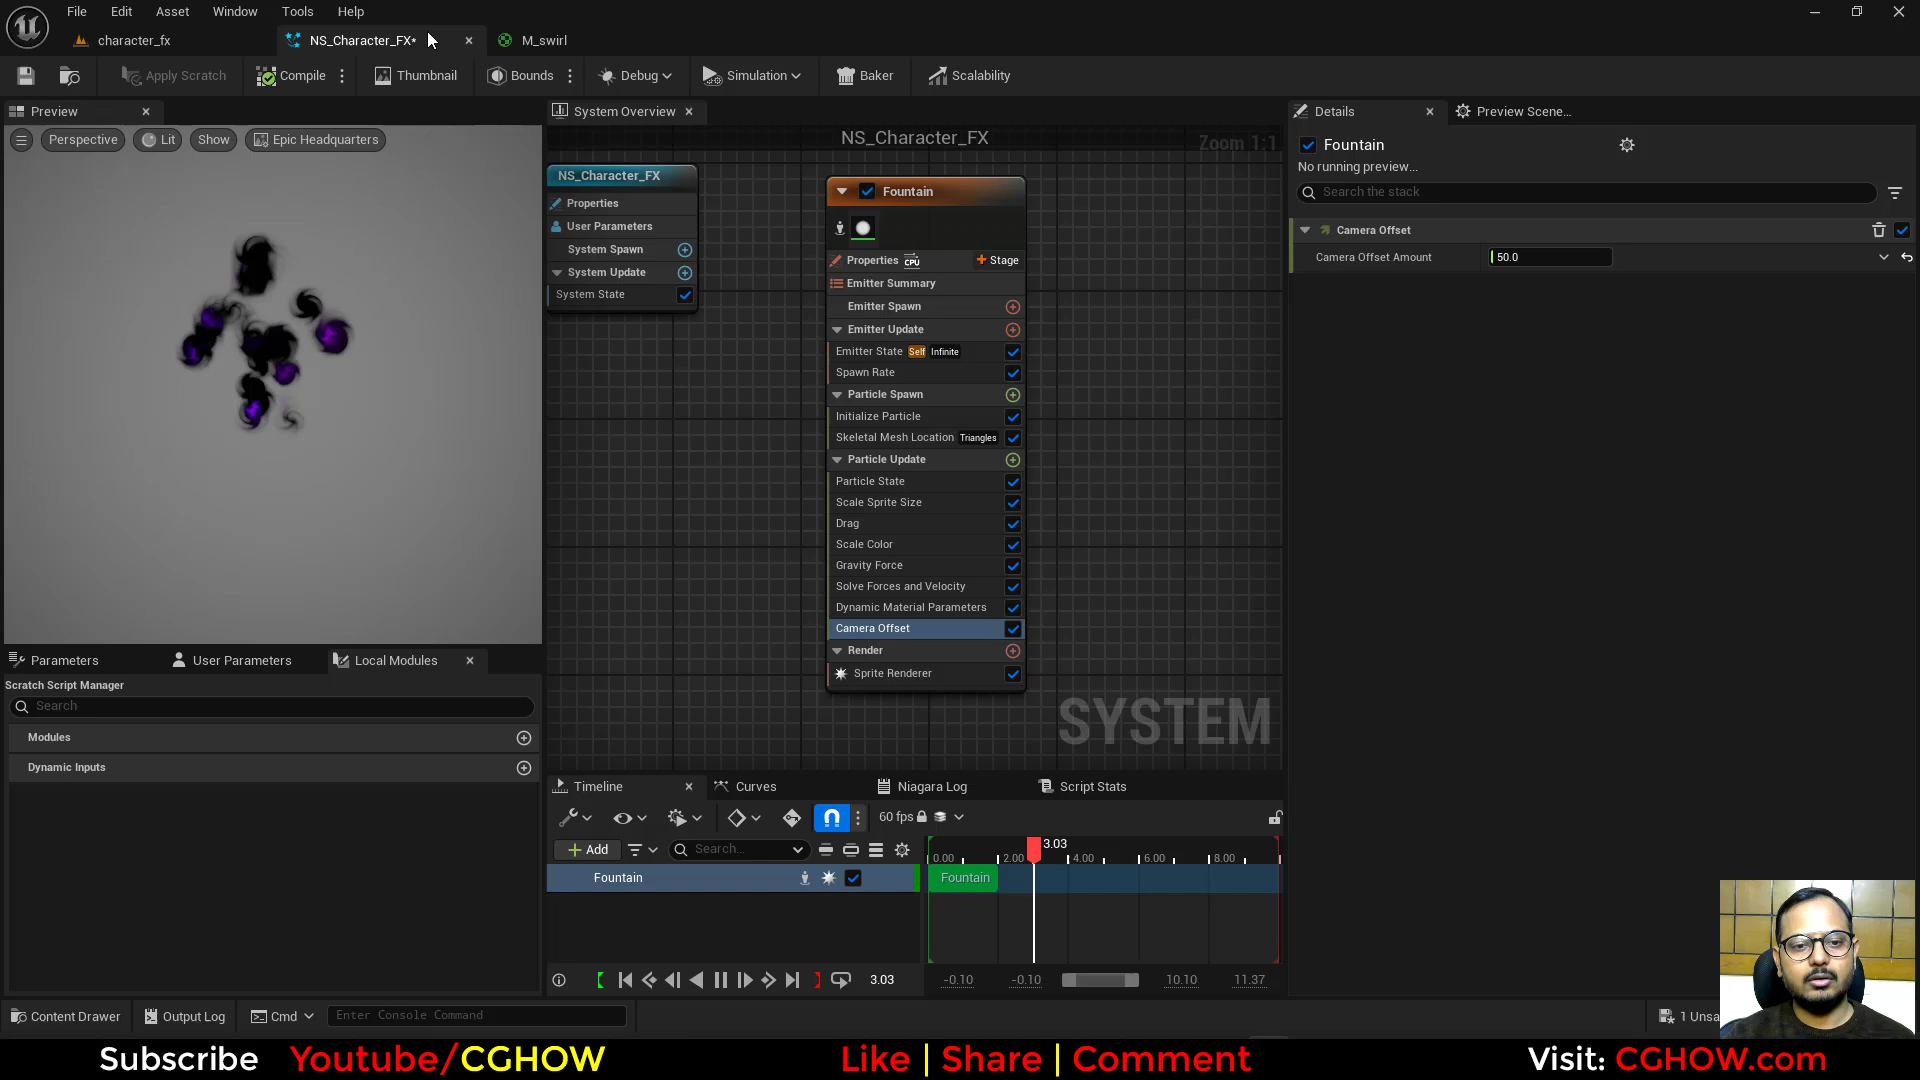 File Edit Asset Window Tools Help
character_fx NS_Character_FX* M_swirl
Apply Scratch Compile Thumbnail Bounds Debug Simulation Baker Scalability
Preview System Overview Details Preview Scene...
Perspective Lit Show Epic Headquarters
NS_Character_FX
Zoom 1:1
NS_Character_FX
Properties
User Parameters
System Spawn
System Update
System State
Fountain
Properties CPU Stage
Emitter Summary
Emitter Spawn
Emitter Update
Emitter State Self Infinite
Spawn Rate
Particle Spawn
Initialize Particle
Skeletal Mesh Location Triangles
Particle Update
Particle State
Scale Sprite Size
Drag
Scale Color
Gravity Force
Solve Forces and Velocity
Dynamic Material Parameters
Camera Offset
Render
Sprite Renderer
SYSTEM
Fountain
No running preview...
Search the stack
Camera Offset
Camera Offset Amount 50.0
Parameters User Parameters Local Modules
Scratch Script Manager
Search
Modules
Dynamic Inputs
Timeline Curves Niagara Log Script Stats
60 fps
Add Search...
3.03
0.00 2.00 4.00 6.00 8.00
Fountain Fountain
3.03 -0.10 -0.10 10.10 11.37
Content Drawer Output Log Cmd Enter Console Command 1 Unsa
Subscribe Youtube/CGHOW Like | Share | Comment Visit: CGHOW.com